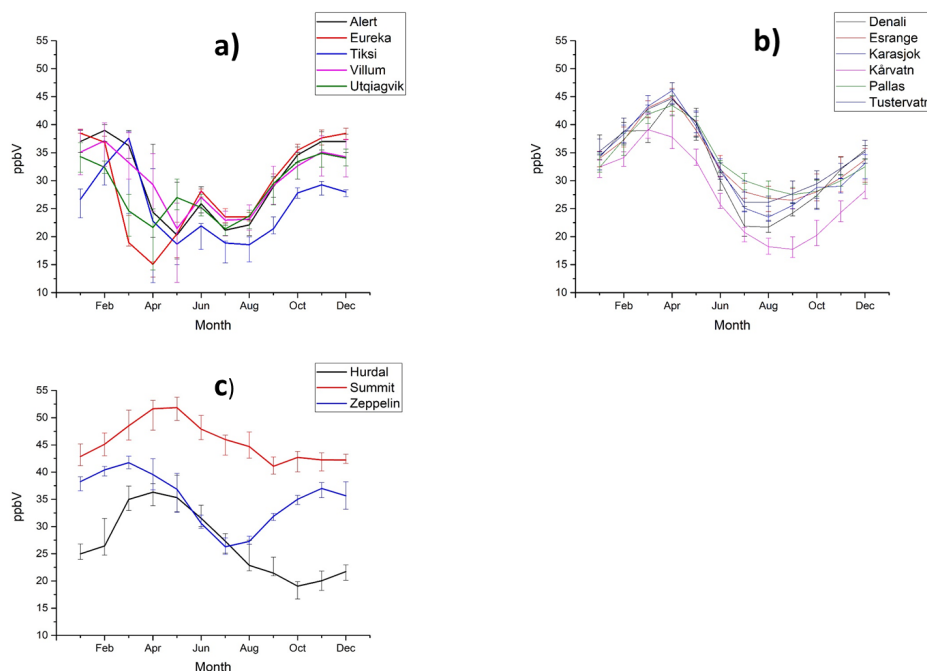 a)
Alert
Eureka
Tiksi
Villum
Utqiagvik
ppbV
55
50
45
40
35
30
25
20
15
10
Feb Apr Jun Aug Oct Dec
Month
b)
Denali
Esrange
Karasjok
Kårvatn
Pallas
Tustervatn
ppbV
55
50
45
40
35
30
25
20
15
10
Feb Apr Jun Aug Oct Dec
Month
c)
Hurdal
Summit
Zeppelin
ppbV
55
50
45
40
35
30
25
20
15
10
Feb Apr Jun Aug Oct Dec
Month